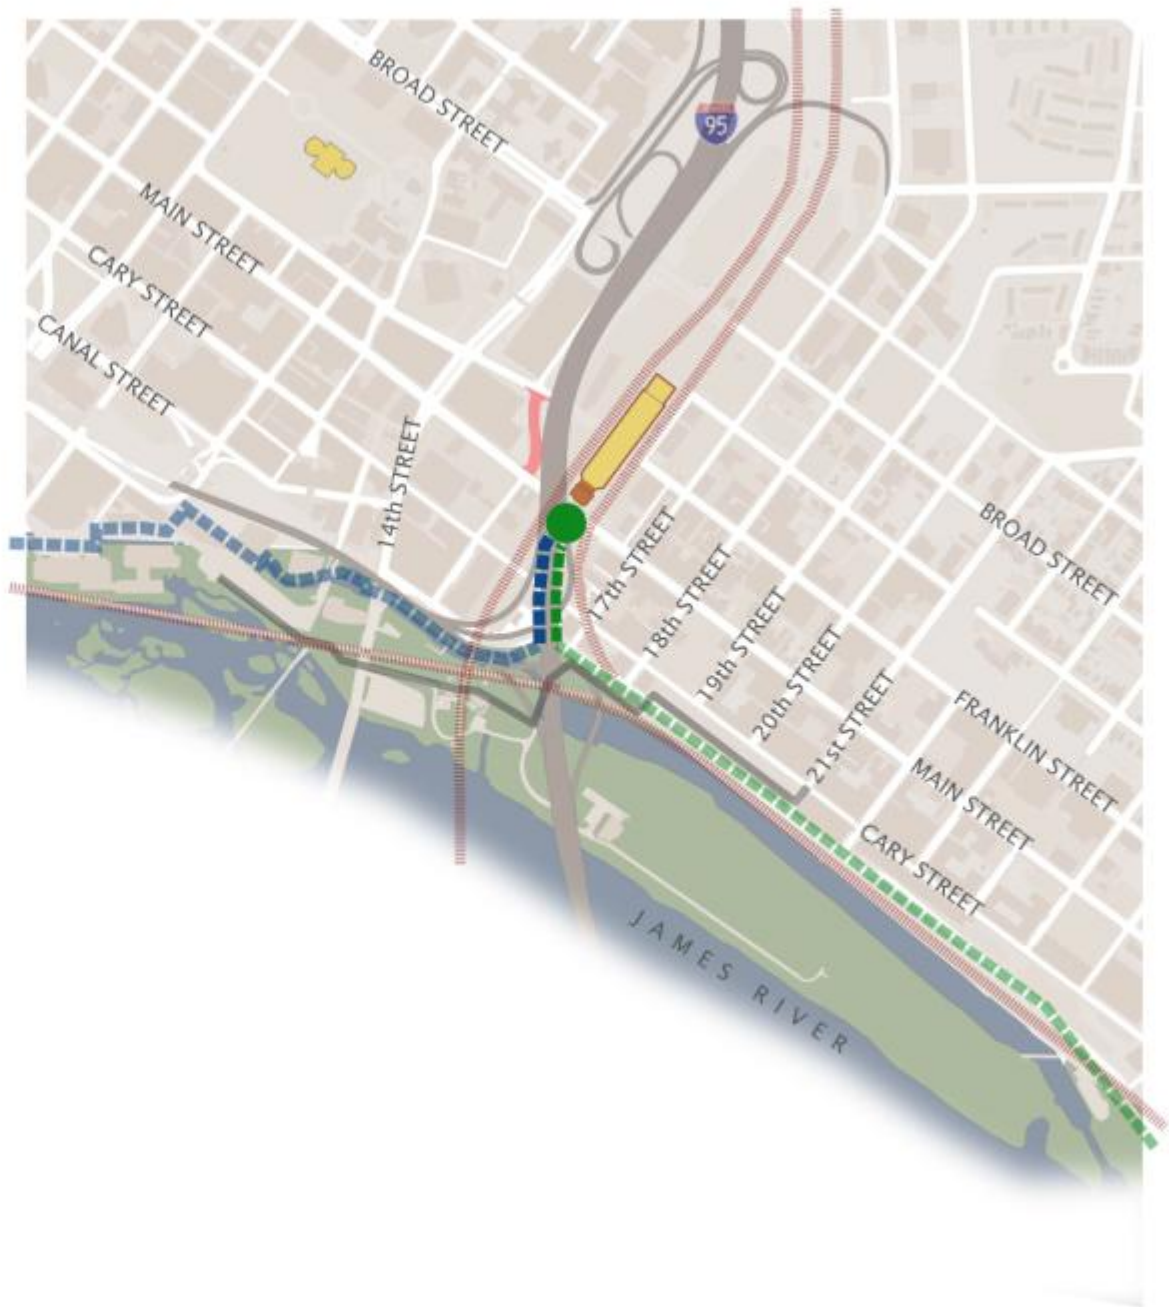 BROAD STREET
95
MAIN STREET
CARY STREET
CANAL STREET
14th STREET
17th STREET
18th STREET
19th STREET
20th STREET
21st STREET
BROAD STREET
FRANKLIN STREET
MAIN STREET
CARY STREET
JAMES RIVER